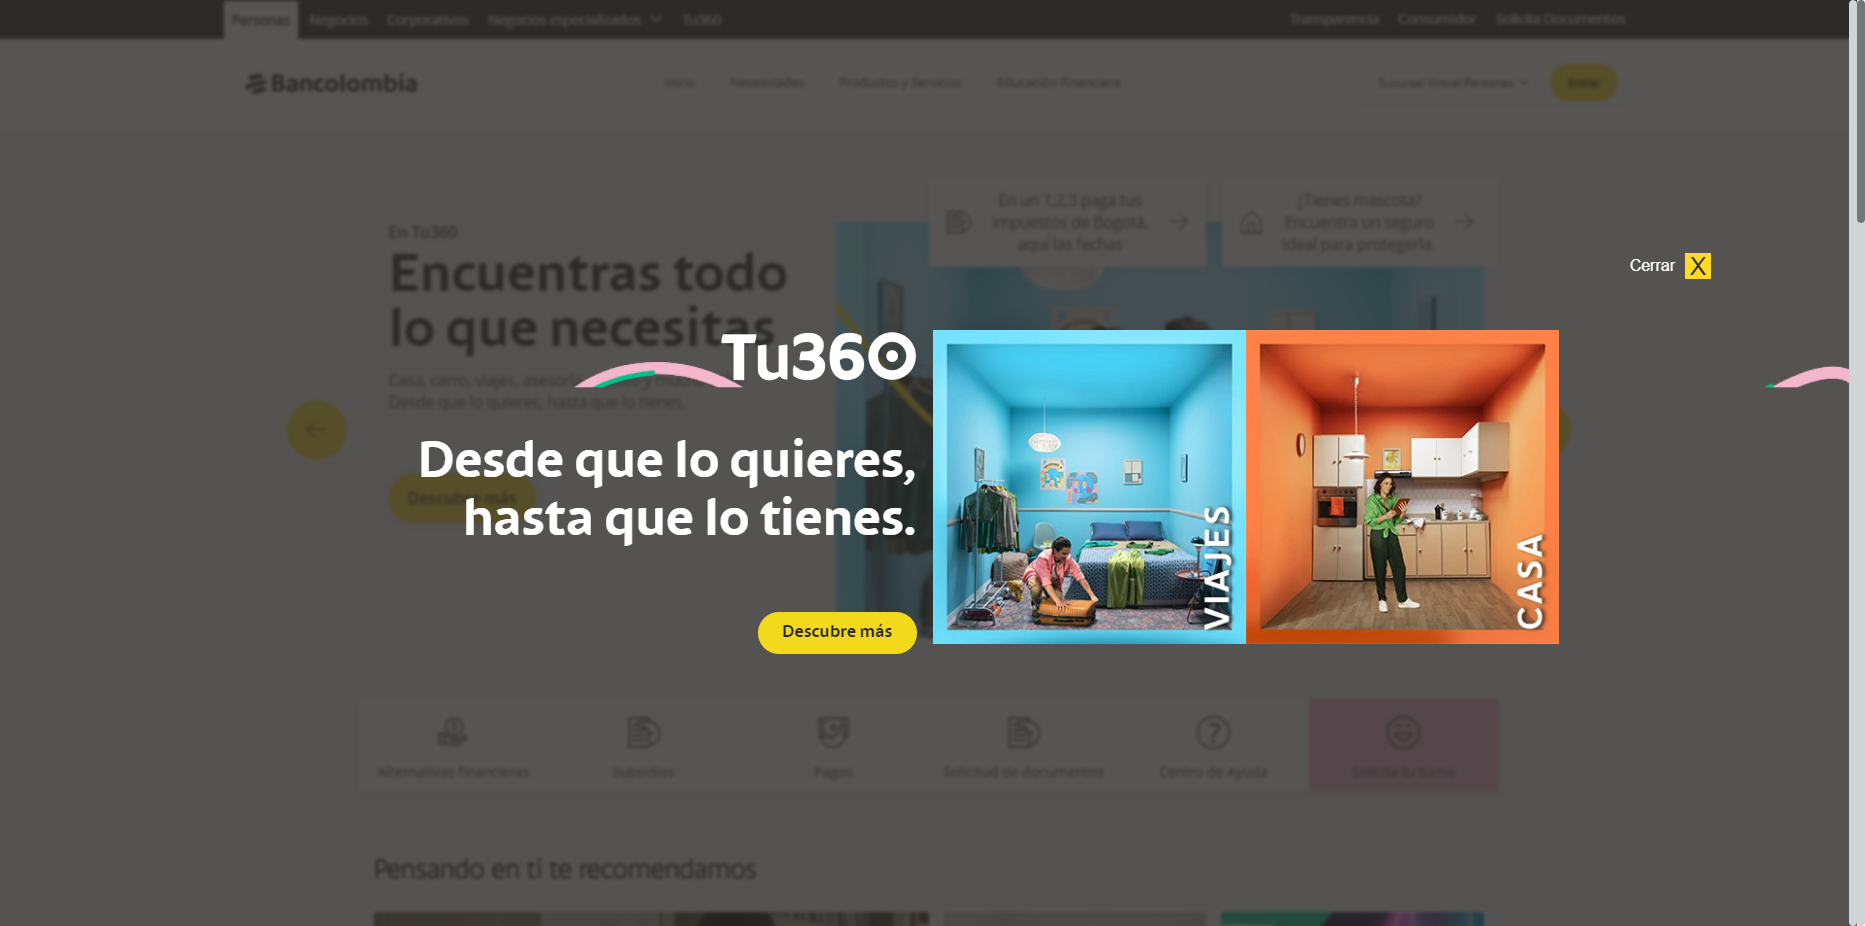 Personas Negocios Corporativos Negocios especializados Tu360 Transparencia Consumidor Solicita Documentos
Bancolombia Inicio Necesidades Productos y Servicios Educación Financiera Sucursal Virtual Personas Entrar
En un 1,2,3 paga tus
impuestos de Bogotá,
aquí las fechas
¿Tienes mascota?
Encuentra un seguro
ideal para protegerla.
En Tu360
Encuentras todo
lo que necesitas
Casa, carro, viajes, asesoría
Desde que lo quieres, hasta que lo tienes.
Descubre más
Cerrar X
Tu360
Desde que lo quieres,
hasta que lo tienes.
Descubre más
VIAJES
CASA
Alternativas financieras
Subsidios
Pagos
Solicitud de documentos
Centro de Ayuda
Solicita tu turno
Pensando en ti te recomendamos